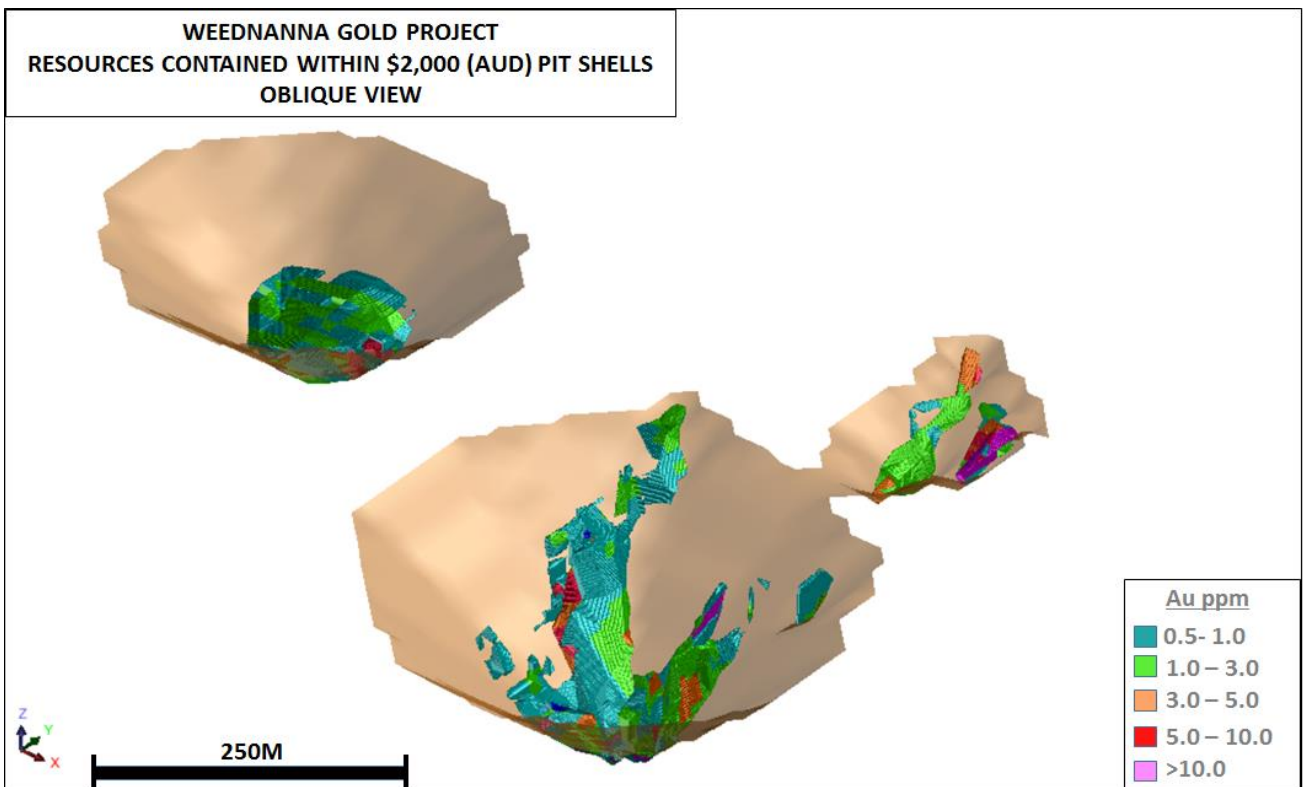 WEEDNANNA GOLD PROJECT
RESOURCES CONTAINED WITHIN $2,000 (AUD) PIT SHELLS
OBLIQUE VIEW
Z
Y
X
250M
Au ppm
0.5- 1.0
1.0 – 3.0
3.0 – 5.0
5.0 – 10.0
>10.0